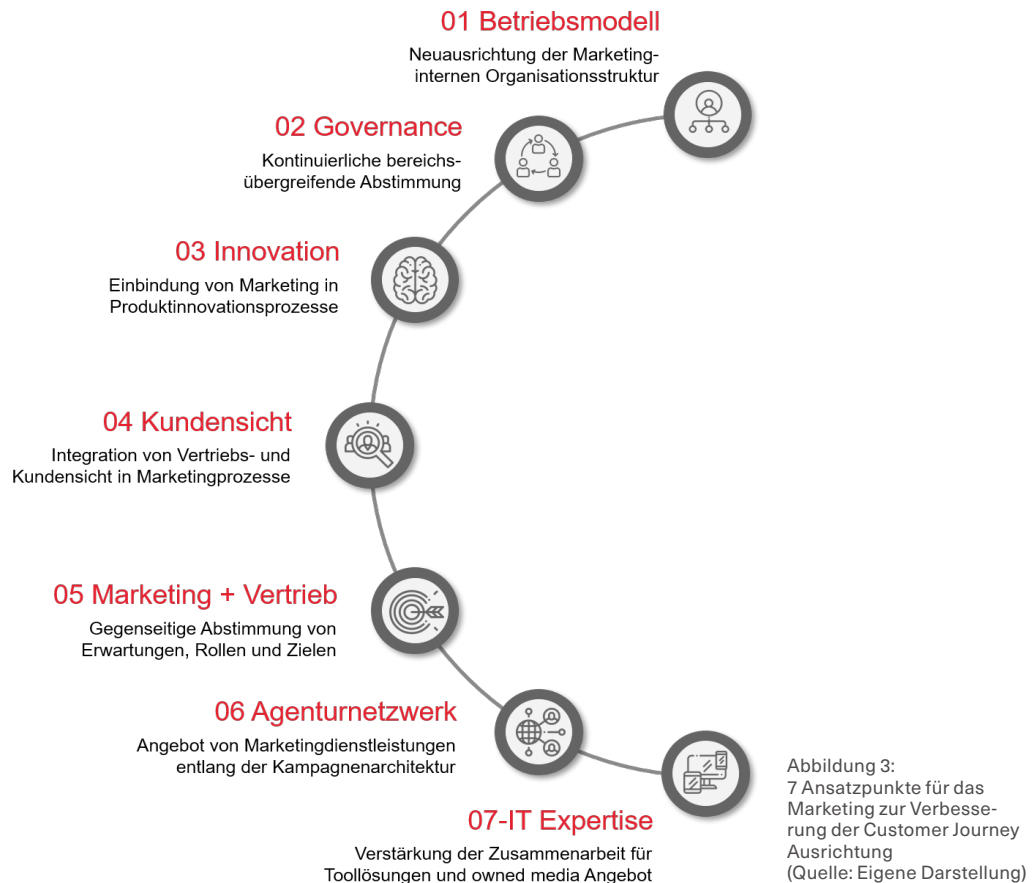 01 Betriebsmodell
Neuausrichtung der Marketing-
internen Organisationsstruktur
02 Governance
Kontinuierliche bereichs-
übergreifende Abstimmung
03 Innovation
Einbindung von Marketing in
Produktinnovationsprozesse
04 Kundensicht
Integration von Vertriebs- und
Kundensicht in Marketingprozesse
05 Marketing + Vertrieb
Gegenseitige Abstimmung von
Erwartungen, Rollen und Zielen
06 Agenturnetzwerk
Angebot von Marketingdienstleistungen
entlang der Kampagnenarchitektur
07-IT Expertise
Verstärkung der Zusammenarbeit für
Toollösungen und owned media Angebot
Abbildung 3:
7 Ansatzpunkte für das
Marketing zur Verbesse-
rung der Customer Journey
Ausrichtung
(Quelle: Eigene Darstellung)